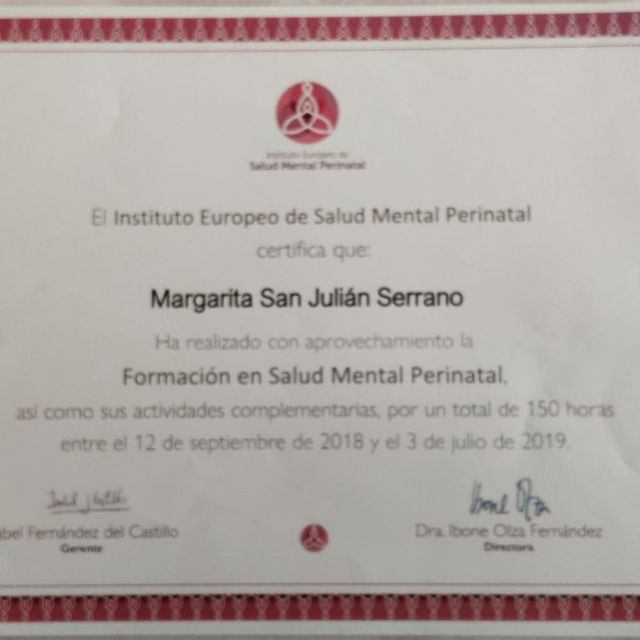 Instituto Europeo de
Salud Mental Perinatal
El Instituto Europeo de Salud Mental Perinatal
certifica que:
Margarita San Julián Serrano
Ha realizado con aprovechamiento la
Formación en Salud Mental Perinatal,
así como sus actividades complementarias, por un total de 150 horas
entre el 12 de septiembre de 2018 y el 3 de julio de 2019.
Ibone Olza
abel Fernández del Castillo
Gerente
Dra. Ibone Olza Fernández
Directora